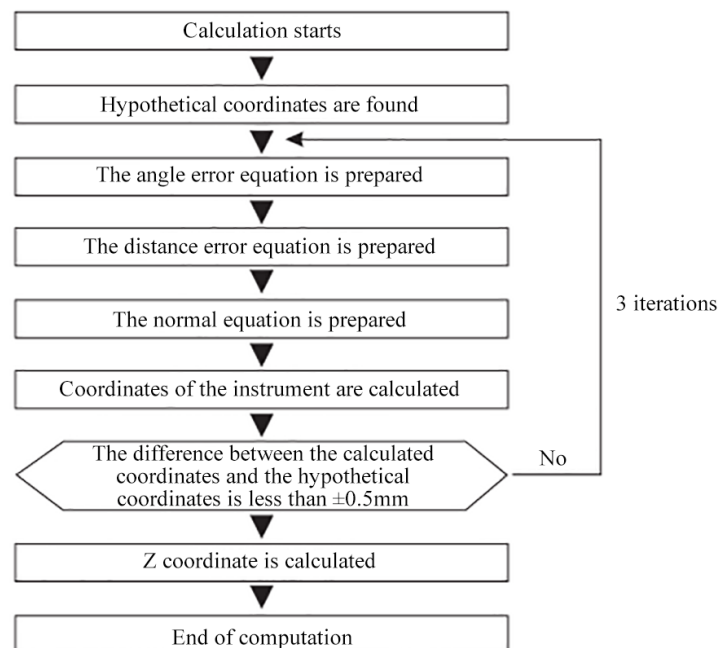 Calculation starts
Hypothetical coordinates are found
The angle error equation is prepared
The distance error equation is prepared
3 iterations
The normal equation is prepared
Coordinates of the instrument are calculated
The difference between the calculated
coordinates and the hypothetical
coordinates is less than ±0.5mm
No
Z coordinate is calculated
End of computation